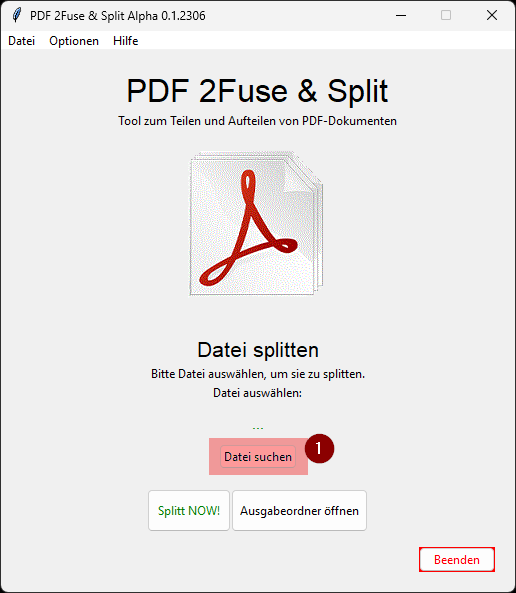 PDF 2Fuse & Split Alpha 0.1.2306
Datei Optionen Hilfe
PDF 2Fuse & Split
Tool zum Teilen und Aufteilen von PDF-Dokumenten
Datei splitten
Bitte Datei auswählen, um sie zu splitten.
Datei auswählen:
...
Datei suchen 1
Splitt NOW! Ausgabeordner öffnen
Beenden